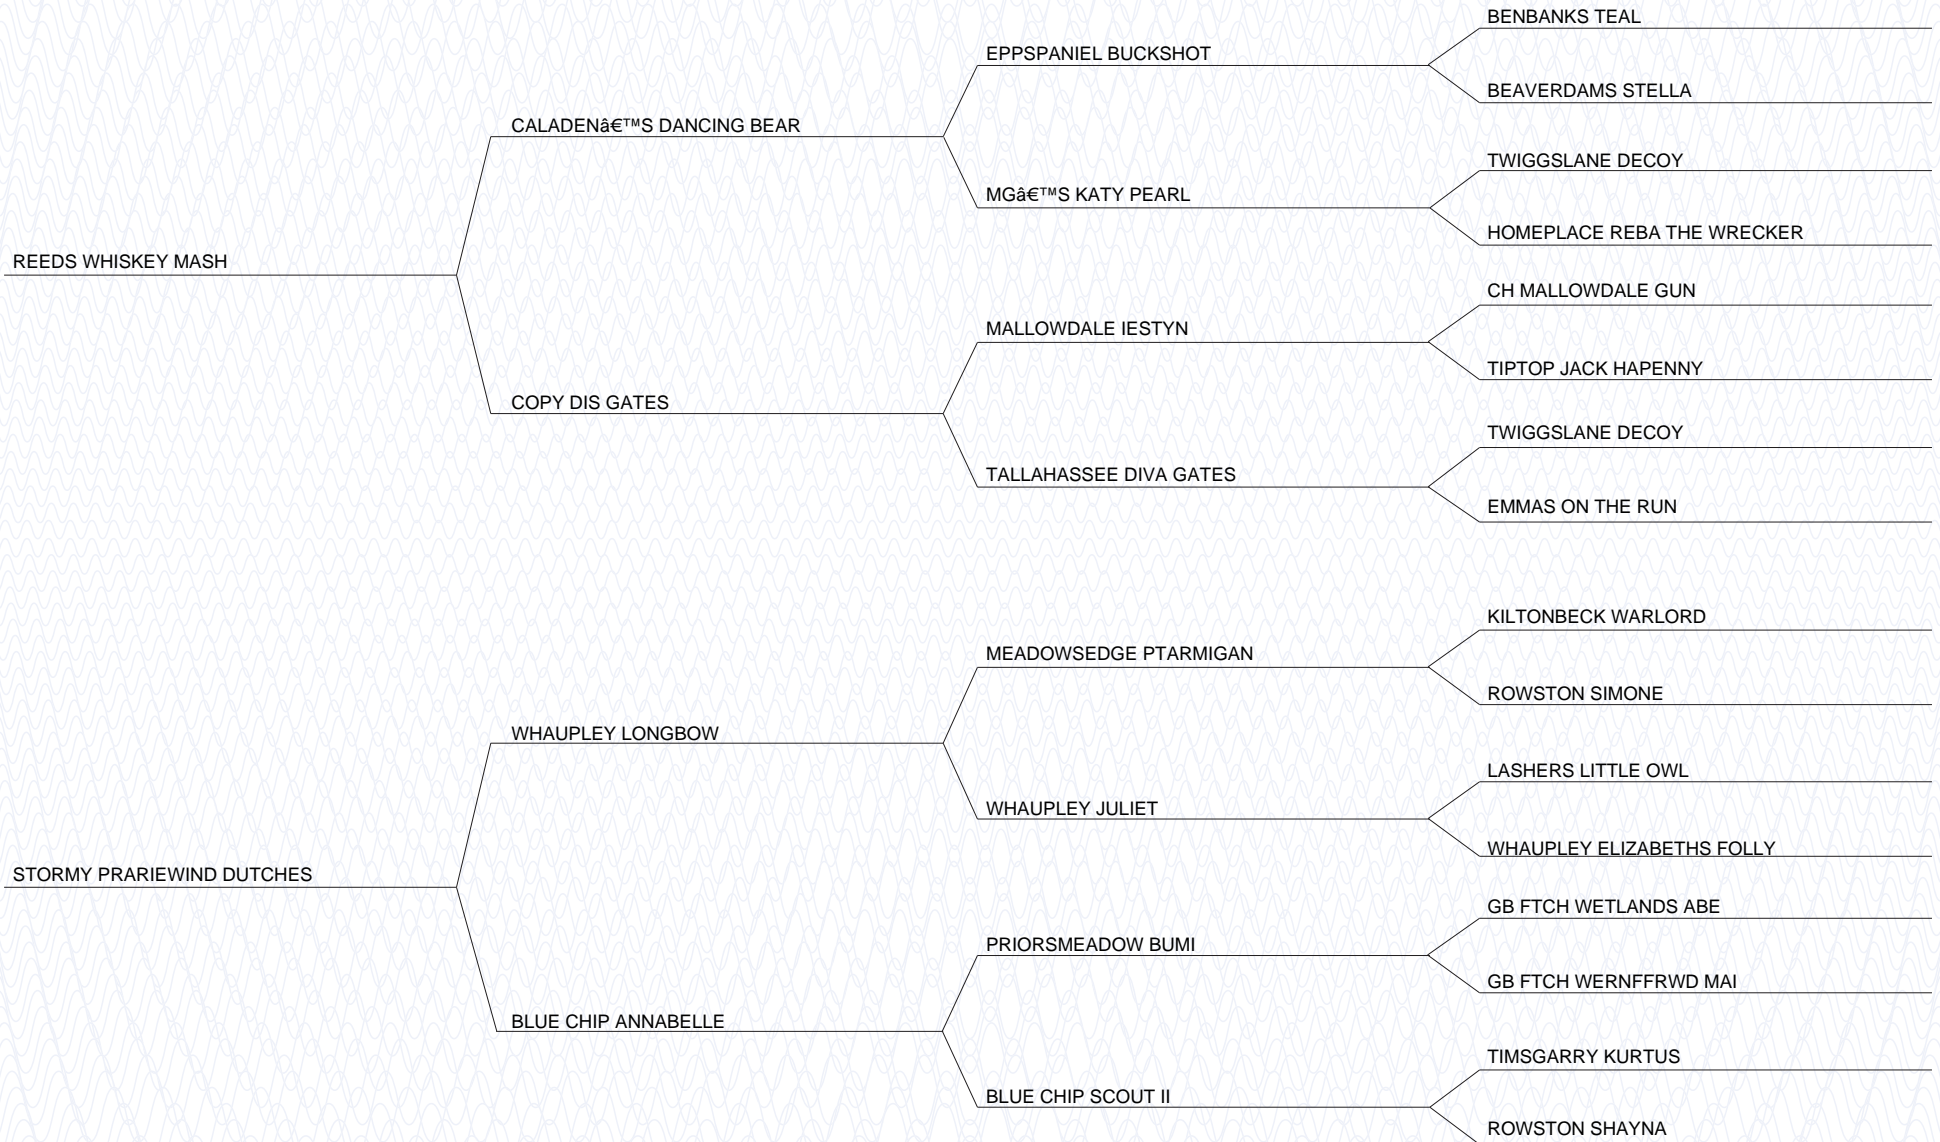 BENBANKS TEAL
EPPSPANIEL BUCKSHOT
BEAVERDAMS STELLA
CALADENâ€™S DANCING BEAR
TWIGGSLANE DECOY
MGâ€™S KATY PEARL
HOMEPLACE REBA THE WRECKER
REEDS WHISKEY MASH
CH MALLOWDALE GUN
MALLOWDALE IESTYN
TIPTOP JACK HAPENNY
COPY DIS GATES
TWIGGSLANE DECOY
TALLAHASSEE DIVA GATES
EMMAS ON THE RUN
KILTONBECK WARLORD
MEADOWSEDGE PTARMIGAN
ROWSTON SIMONE
WHAUPLEY LONGBOW
LASHERS LITTLE OWL
WHAUPLEY JULIET
WHAUPLEY ELIZABETHS FOLLY
STORMY PRARIEWIND DUTCHES
GB FTCH WETLANDS ABE
PRIORSMEADOW BUMI
GB FTCH WERNFFRWD MAI
BLUE CHIP ANNABELLE
TIMSGARRY KURTUS
BLUE CHIP SCOUT II
ROWSTON SHAYNA